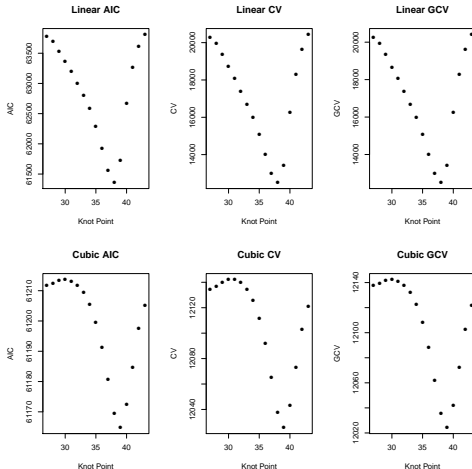 Linear AIC
Linear CV
Linear GCV
AIC
61500
62000
62500
63000
63500
30
35
40
Knot Point
CV
14000
16000
18000
20000
30
35
40
Knot Point
GCV
14000
16000
18000
20000
30
35
40
Knot Point
Cubic AIC
Cubic CV
Cubic GCV
AIC
61170
61180
61190
61200
61210
30
35
40
Knot Point
CV
12040
12080
12120
30
35
40
Knot Point
GCV
12020
12060
12100
12140
30
35
40
Knot Point